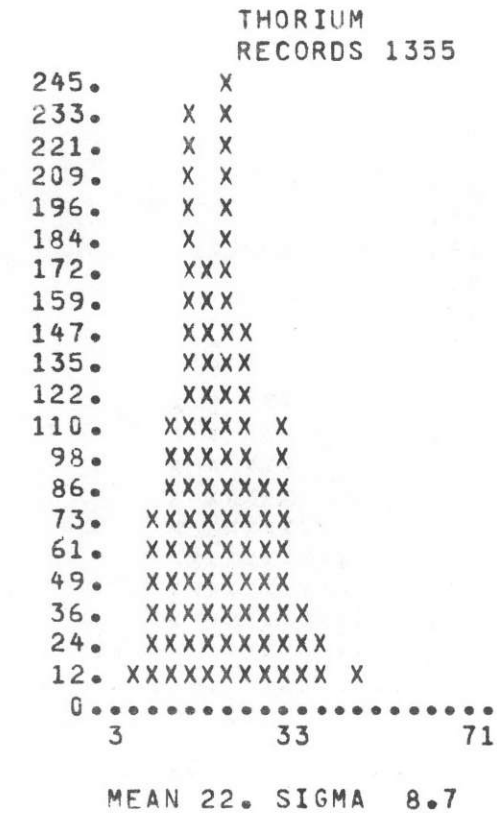 THORIUM
RECORDS 1355
245. X
233. X X
221. X X
209. X X
196. X X
184. X X
172. XXX
159. XXX
147. XXXX
135. XXXX
122. XXXX
110. XXXXX X
98. XXXXX X
86. XXXXXXX
73. XXXXXXXX
61. XXXXXXXX
49. XXXXXXXX
36. XXXXXXXXX
24. XXXXXXXXXX
12. XXXXXXXXXXX X
0......................
3 33 71
MEAN 22. SIGMA 8.7